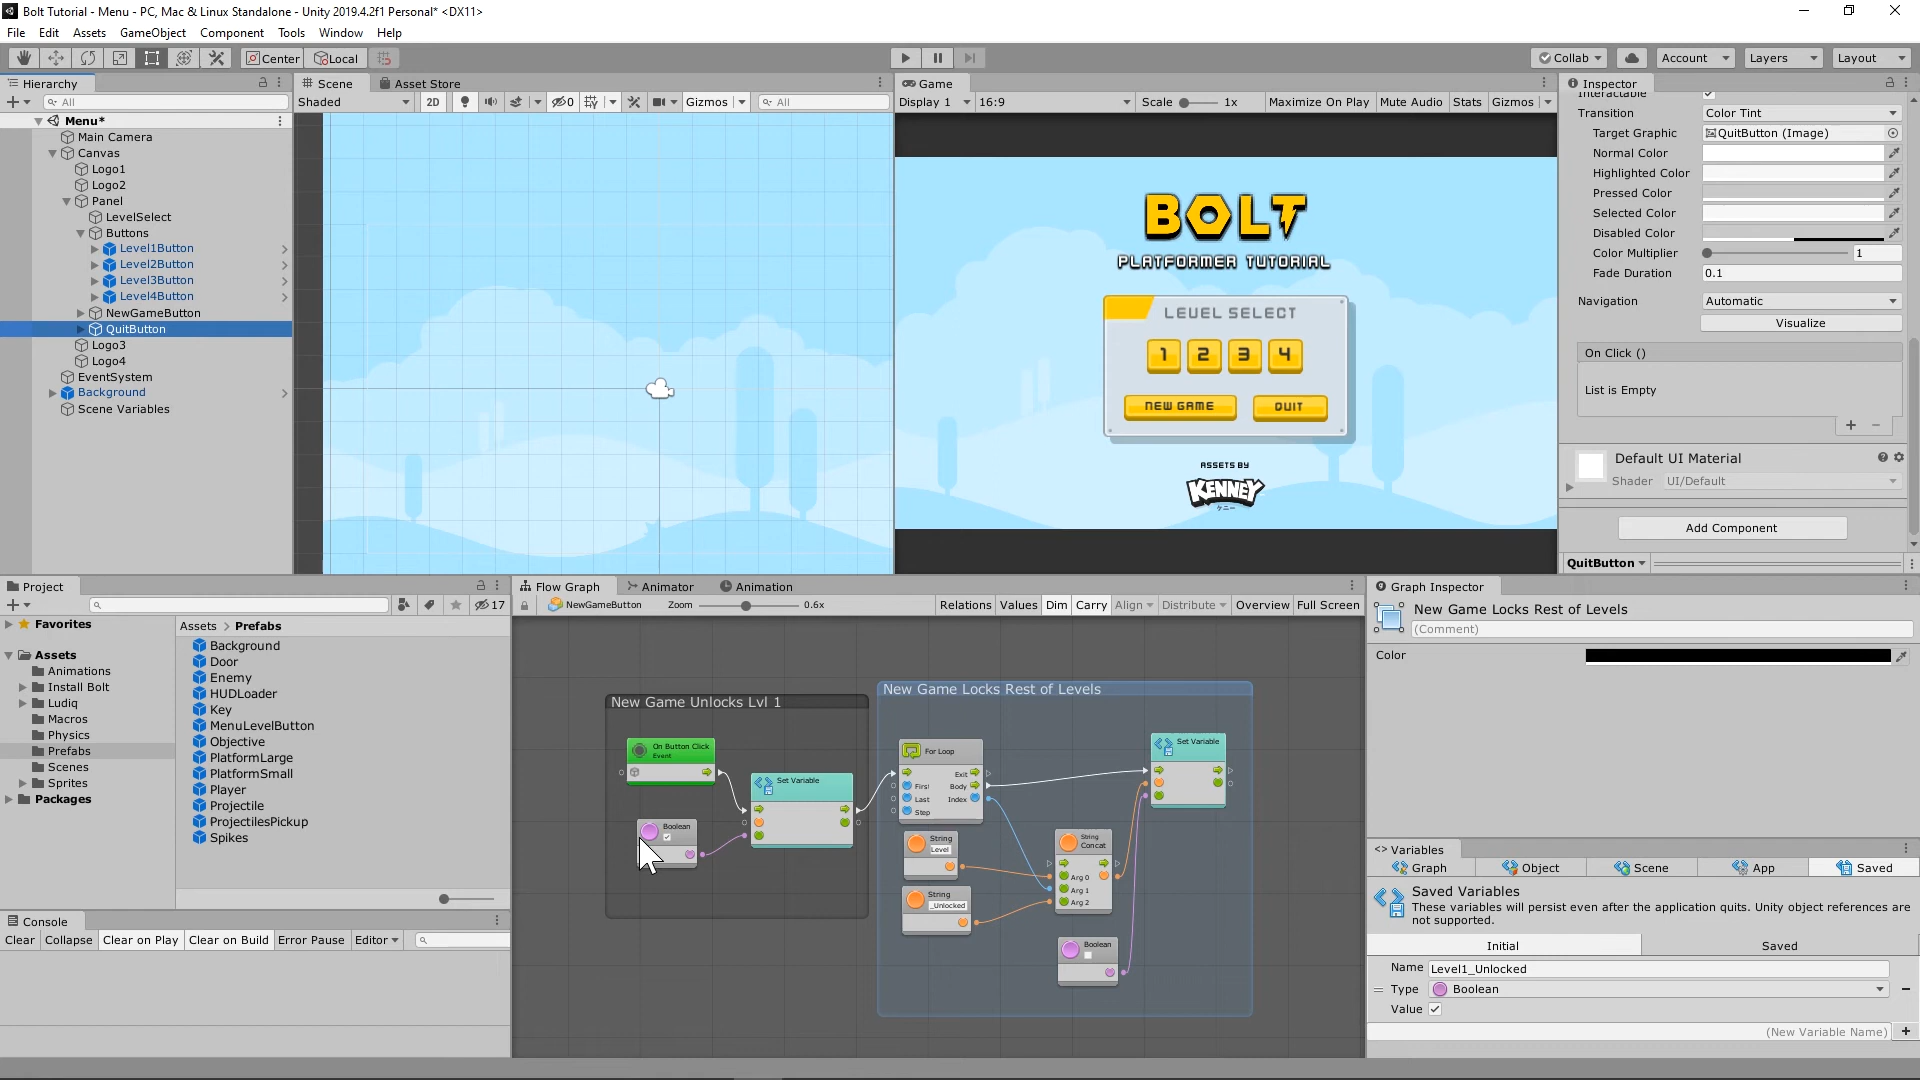 Bolt Tutorial - Menu - PC, Mac & Linux Standalone - Unity 2019.4.2f1 Personal* <DX11>
File Edit Assets GameObject Component Tools Window Help
Center Local Collab Account Layers Layout
Hierarchy
All
Menu*
Main Camera
Canvas
Logo1
Logo2
Panel
LevelSelect
Buttons
Level1Button
Level2Button
Level3Button
Level4Button
NewGameButton
QuitButton
Logo3
Logo4
EventSystem
Background
Scene Variables
Scene Asset Store
Shaded 2D 0 Gizmos All
Game
Display 1 16:9 Scale 1x Maximize On Play Mute Audio Stats Gizmos
BOLT
PLATFORMER TUTORIAL
LEVEL SELECT
1 2 3 4
NEW GAME QUIT
ASSETS BY
KENNEY
ケニー
Inspector
Interactable
Transition Color Tint
Target Graphic QuitButton (Image)
Normal Color
Highlighted Color
Pressed Color
Selected Color
Disabled Color
Color Multiplier 1
Fade Duration 0.1
Navigation Automatic
Visualize
On Click ()
List is Empty
Default UI Material
Shader UI/Default
Add Component
QuitButton
Project
17
Favorites
Assets
Animations
Install Bolt
Ludiq
Macros
Physics
Prefabs
Scenes
Sprites
Packages
Assets > Prefabs
Background
Door
Enemy
HUDLoader
Key
MenuLevelButton
Objective
PlatformLarge
PlatformSmall
Player
Projectile
ProjectilesPickup
Spikes
Console
Clear Collapse Clear on Play Clear on Build Error Pause Editor
Flow Graph Animator Animation
NewGameButton Zoom 0.6x Relations Values Dim Carry Align Distribute Overview Full Screen
New Game Unlocks Lvl 1
On Button Click
Event
Set Variable
Boolean
New Game Locks Rest of Levels
For Loop
Exit
First Body
Last Index
Step
String
Level
String
_Unlocked
String
Concat
Arg 0
Arg 1
Arg 2
Boolean
Set Variable
Graph Inspector
New Game Locks Rest of Levels
(Comment)
Color
<> Variables
Graph Object Scene App Saved
Saved Variables
These variables will persist even after the application quits. Unity object references are
not supported.
Initial Saved
Name Level1_Unlocked
Type Boolean
Value
(New Variable Name)